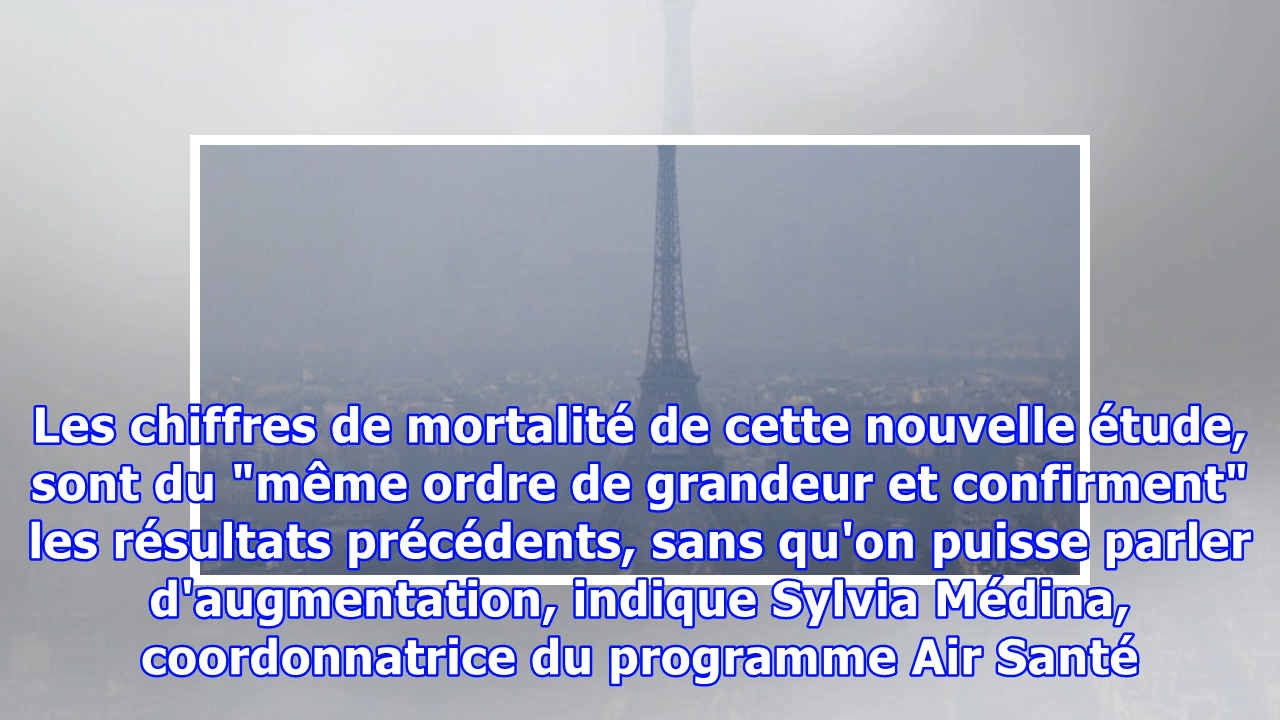 Les chiffres de mortalité de cette nouvelle étude,
sont du "même ordre de grandeur et confirment"
les résultats précédents, sans qu'on puisse parler
d'augmentation, indique Sylvia Médina,
coordonnatrice du programme Air Santé